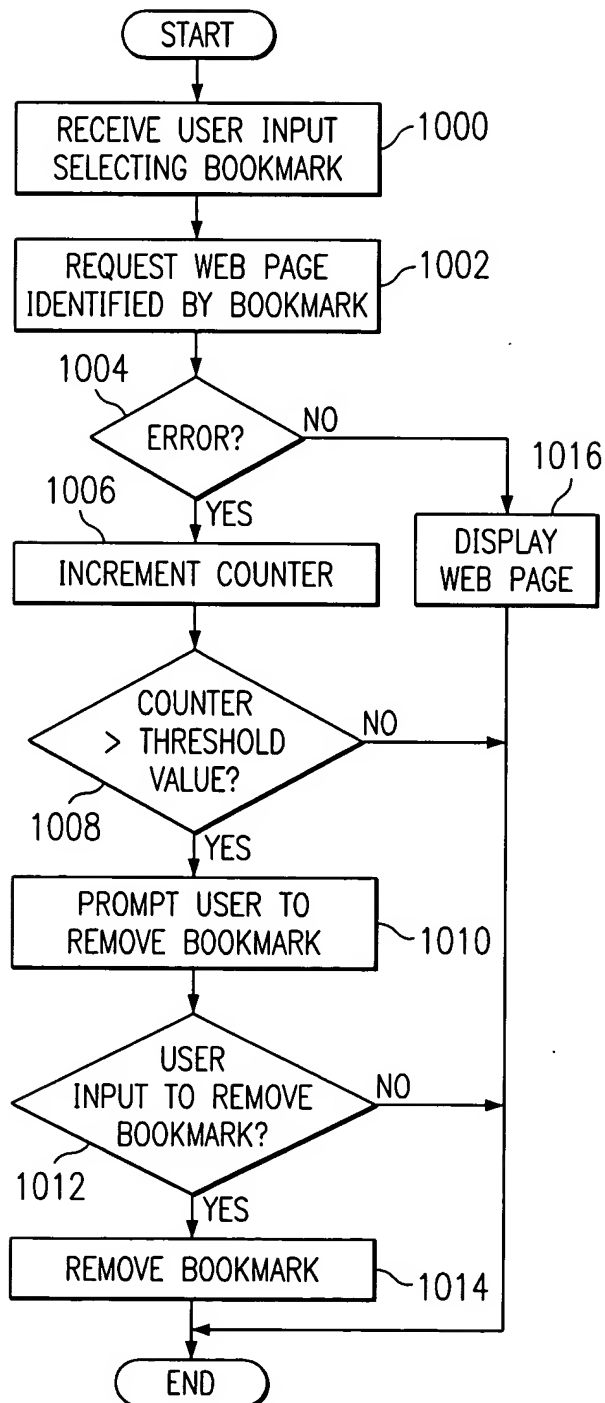 START
RECEIVE USER INPUT
SELECTING BOOKMARK
1000
REQUEST WEB PAGE
IDENTIFIED BY BOOKMARK
1002
1004
ERROR?
NO
YES
1006
INCREMENT COUNTER
1016
DISPLAY
WEB PAGE
COUNTER
> THRESHOLD
VALUE?
NO
1008
YES
PROMPT USER TO
REMOVE BOOKMARK
1010
USER
INPUT TO REMOVE
BOOKMARK?
NO
1012
YES
REMOVE BOOKMARK
1014
END